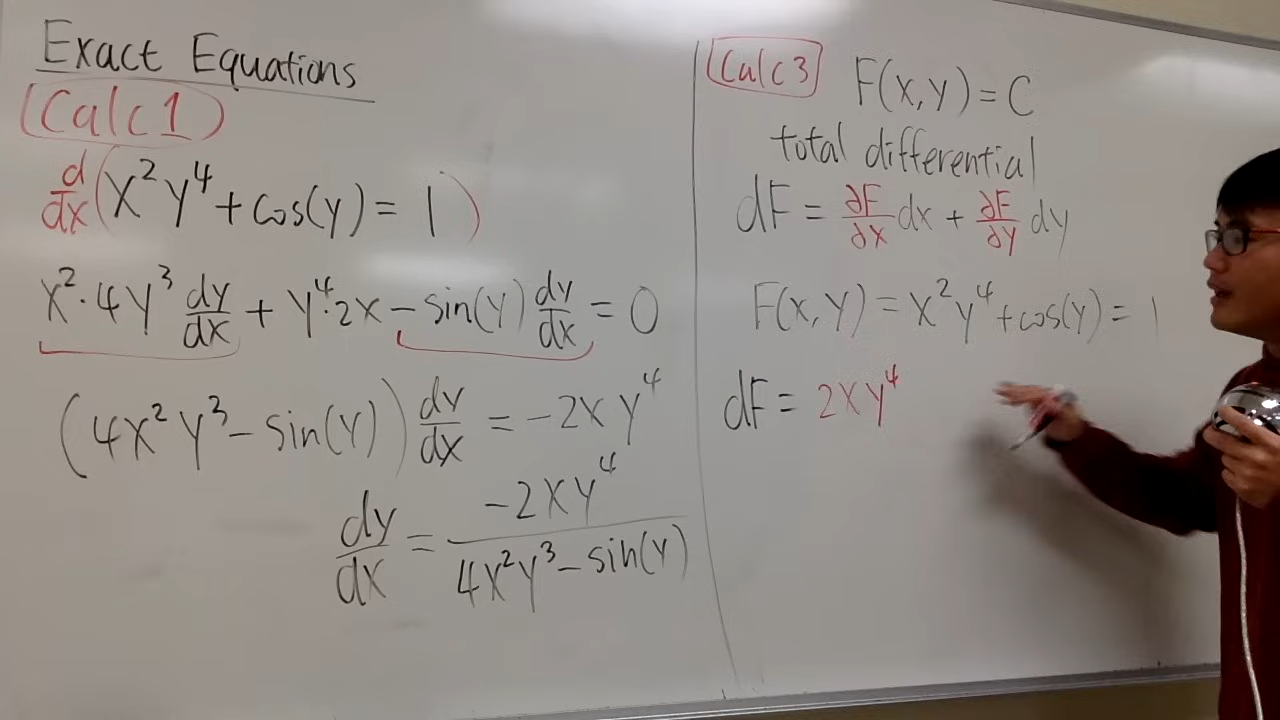 Exact Equations
Calc 1
d/dx (x²y⁴ + cos(y) = 1)
x²·4y³ dy/dx + y⁴·2x - sin(y) dy/dx = 0
(4x²y³ - sin(y)) dy/dx = -2xy⁴
dy/dx = -2xy⁴ / 4x²y³ - sin(y)
Calc 3
F(x,y) = C
total differential
dF = ∂F/∂x dx + ∂F/∂y dy
F(x,y) = x²y⁴ + cos(y) = 1
dF = 2xy⁴